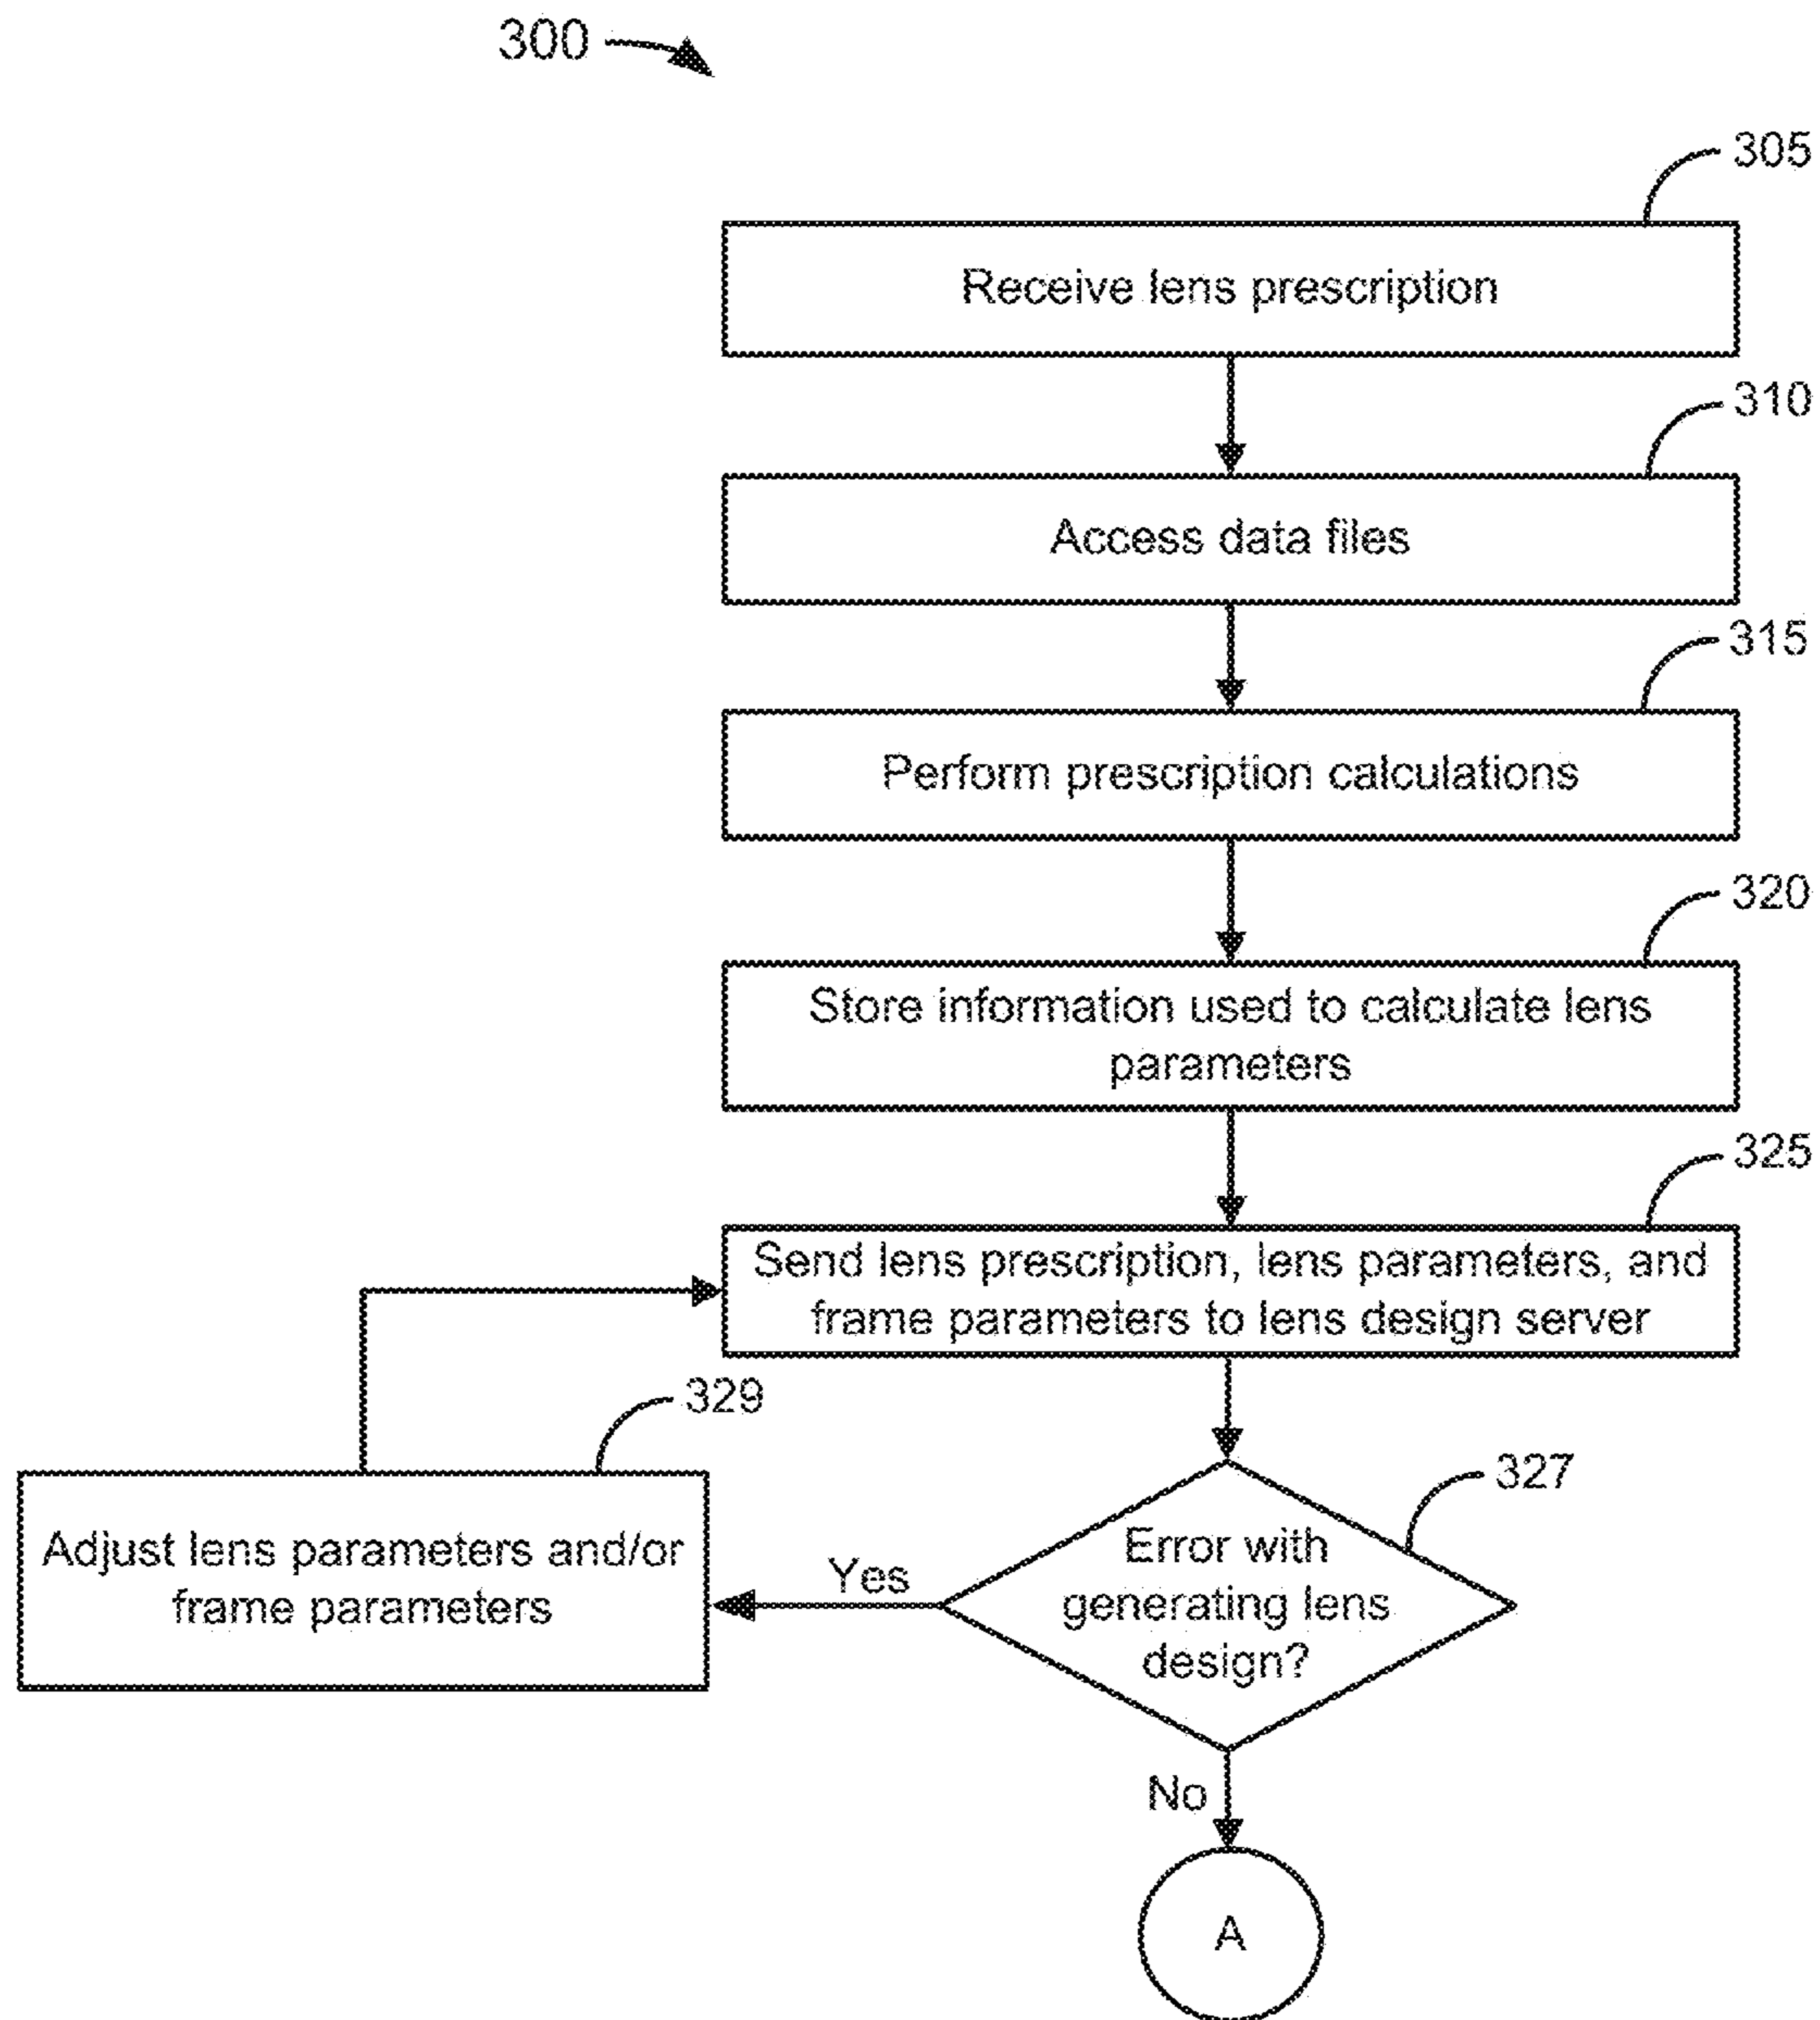 300
305
Receive lens prescription
310
Access data files
315
Perform prescription calculations
320
Store information used to calculate lens
parameters
325
Send lens prescription, lens parameters, and
frame parameters to lens design server
329
Adjust lens parameters and/or
frame parameters
327
Error with
generating lens
design?
Yes
No
A